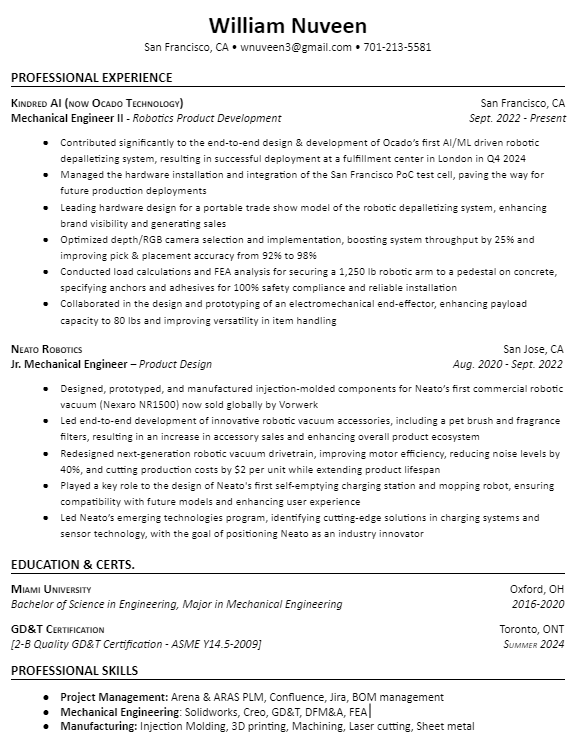 William Nuveen
San Francisco, CA • wnuveen3@gmail.com • 701-213-5581
PROFESSIONAL EXPERIENCE
Kindred AI (now Ocado Technology) San Francisco, CA
Mechanical Engineer II - Robotics Product Development Sept. 2022 - Present
● Contributed significantly to the end-to-end design & development of Ocado's first AI/ML driven robotic
depalletizing system, resulting in successful deployment at a fulfillment center in London in Q4 2024
● Managed the hardware installation and integration of the San Francisco PoC test cell, paving the way for
future production deployments
● Leading hardware design for a portable trade show model of the robotic depalletizing system, enhancing
brand visibility and generating sales
● Optimized depth/RGB camera selection and implementation, boosting system throughput by 25% and
improving pick & placement accuracy from 92% to 98%
● Conducted load calculations and FEA analysis for securing a 1,250 lb robotic arm to a pedestal on concrete,
specifying anchors and adhesives for 100% safety compliance and reliable installation
● Collaborated in the design and prototyping of an electromechanical end-effector, enhancing payload
capacity to 80 lbs and improving versatility in item handling
Neato Robotics San Jose, CA
Jr. Mechanical Engineer – Product Design Aug. 2020 - Sept. 2022
● Designed, prototyped, and manufactured injection-molded components for Neato's first commercial robotic
vacuum (Nexaro NR1500) now sold globally by Vorwerk
● Led end-to-end development of innovative robotic vacuum accessories, including a pet brush and fragrance
filters, resulting in an increase in accessory sales and enhancing overall product ecosystem
● Redesigned next-generation robotic vacuum drivetrain, improving motor efficiency, reducing noise levels by
40%, and cutting production costs by $2 per unit while extending product lifespan
● Played a key role to the design of Neato's first self-emptying charging station and mopping robot, ensuring
compatibility with future models and enhancing user experience
● Led Neato's emerging technologies program, identifying cutting-edge solutions in charging systems and
sensor technology, with the goal of positioning Neato as an industry innovator
EDUCATION & CERTS.
Miami University Oxford, OH
Bachelor of Science in Engineering, Major in Mechanical Engineering 2016-2020
GD&T Certification Toronto, ONT
[2-B Quality GD&T Certification - ASME Y14.5-2009] Summer 2024
PROFESSIONAL SKILLS
● Project Management: Arena & ARAS PLM, Confluence, Jira, BOM management
● Mechanical Engineering: Solidworks, Creo, GD&T, DFM&A, FEA
● Manufacturing: Injection Molding, 3D printing, Machining, Laser cutting, Sheet metal